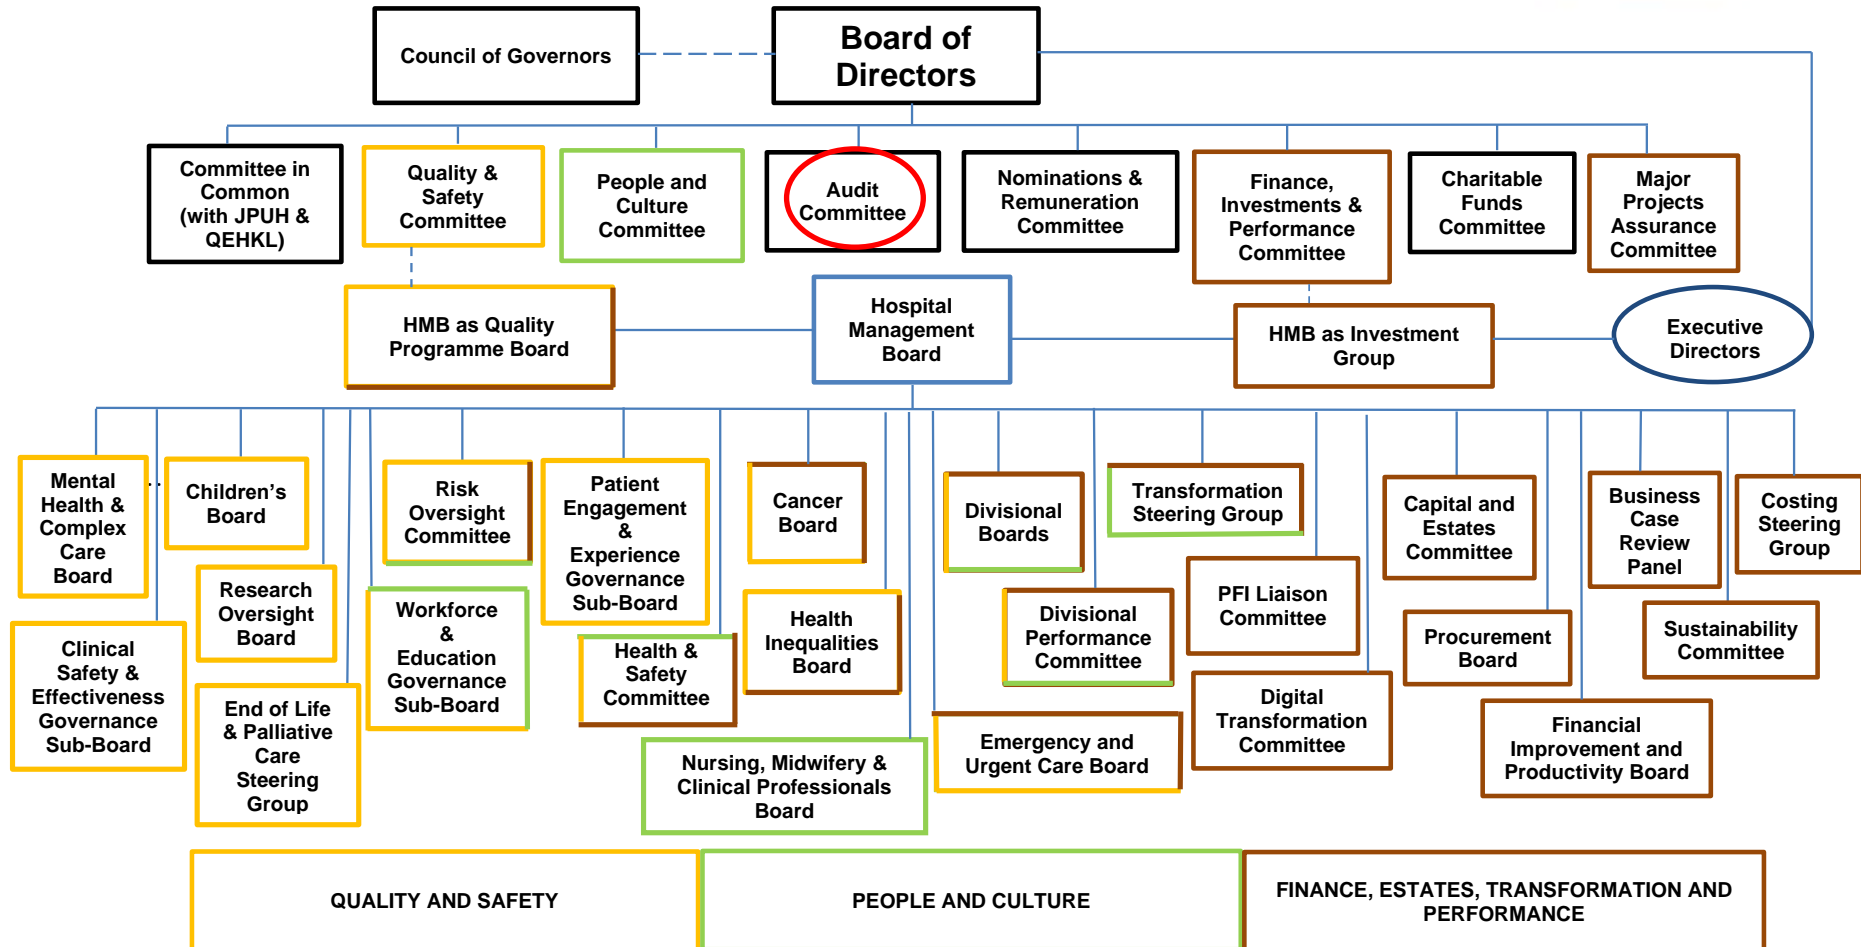 Council of Governors
Board of
Directors
Committee in
Common
(with JPUH &
QEHKL)
Quality &
Safety
Committee
People and
Culture
Committee
Audit
Committee
Nominations &
Remuneration
Committee
Finance,
Investments &
Performance
Committee
Charitable
Funds
Committee
Major
Projects
Assurance
Committee
HMB as Quality
Programme Board
Hospital
Management
Board
HMB as Investment
Group
Executive
Directors
Mental
Health &
Complex
Care
Board
..
Children’s
Board
Risk
Oversight
Committee
Patient
Engagement
&
Experience
Governance
Sub-Board
Cancer
Board
Divisional
Boards
Transformation
Steering Group
Capital and
Estates
Committee
Business
Case
Review
Panel
Costing
Steering
Group
Clinical
Safety &
Effectiveness
Governance
Sub-Board
Research
Oversight
Board
Workforce
&
Education
Governance
Sub-Board
Health &
Safety
Committee
Health
Inequalities
Board
Divisional
Performance
Committee
PFI Liaison
Committee
Procurement
Board
Sustainability
Committee
End of Life
& Palliative
Care
Steering
Group
Nursing, Midwifery &
Clinical Professionals
Board
Emergency and
Urgent Care Board
Digital
Transformation
Committee
Financial
Improvement and
Productivity Board
QUALITY AND SAFETY
PEOPLE AND CULTURE
FINANCE, ESTATES, TRANSFORMATION AND
PERFORMANCE